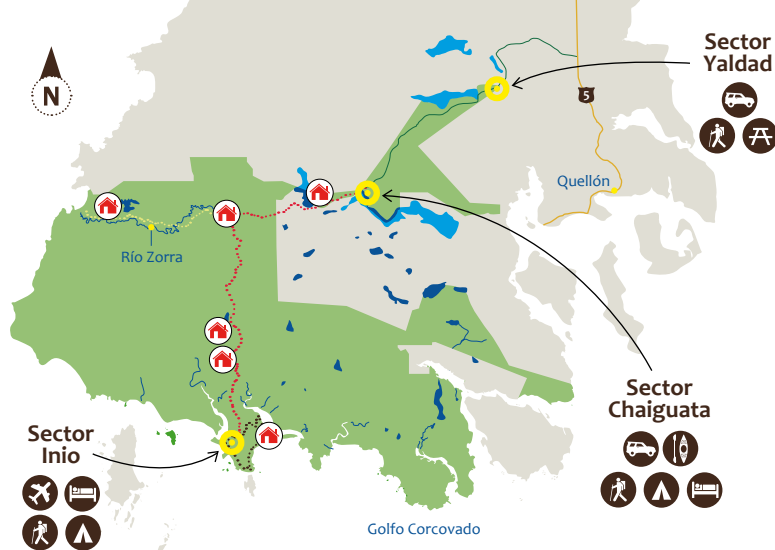 N
Sector
Yaldad
5
Quellón
Río Zorra
Sector
Chaiguata
Sector
Inio
Golfo Corcovado